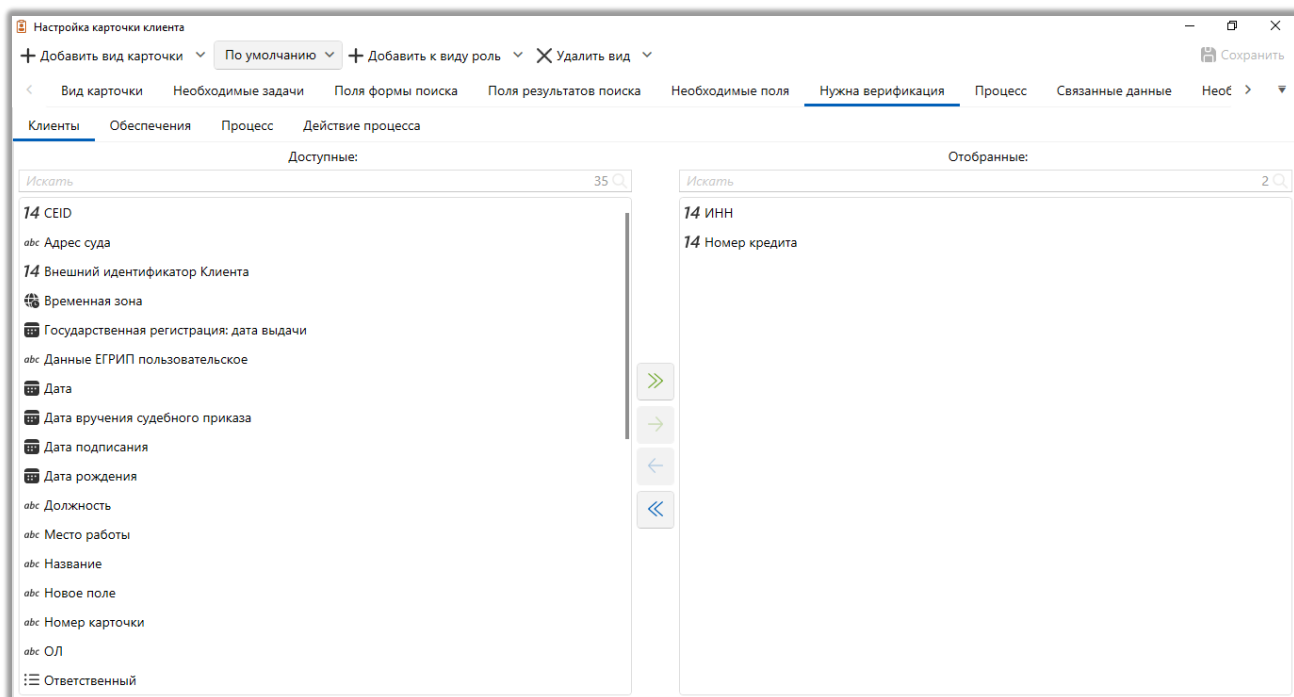 Настройка карточки клиента
Добавить вид карточки По умолчанию Добавить к виду роль Удалить вид Сохранить
Вид карточки Необходимые задачи Поля формы поиска Поля результатов поиска Необходимые поля Нужна верификация Процесс Связанные данные Необ
Клиенты Обеспечения Процесс Действие процесса
Доступные: Отобранные:
Искать 35 Искать 2
14 CEID 14 ИНН
abc Адрес суда 14 Номер кредита
14 Внешний идентификатор Клиента
Временная зона
Государственная регистрация: дата выдачи
abc Данные ЕГРИП пользовательское
Дата
Дата вручения судебного приказа
Дата подписания
Дата рождения
abc Должность
abc Место работы
abc Название
abc Новое поле
abc Номер карточки
abc ОЛ
Ответственный